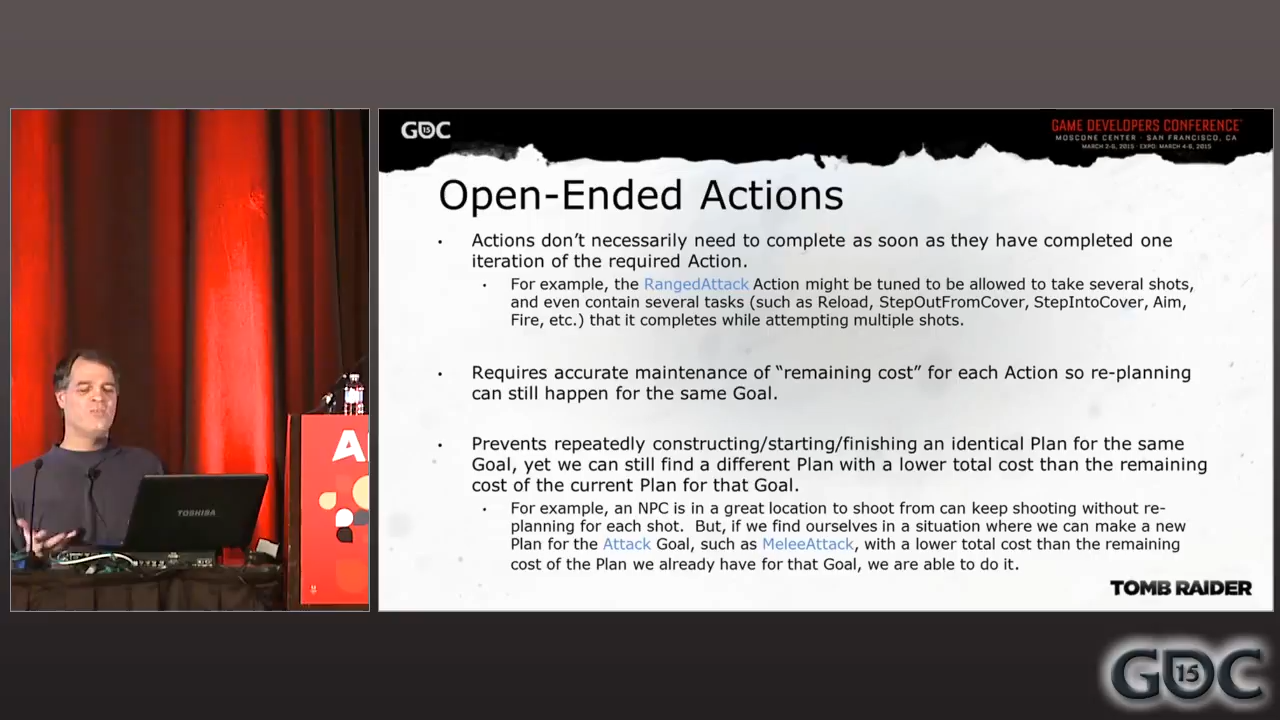 GDC 15
GAME DEVELOPERS CONFERENCE
MOSCONE CENTER · SAN FRANCISCO, CA
MARCH 2-6, 2015 · EXPO: MARCH 4-6, 2015
Open-Ended Actions
· Actions don't necessarily need to complete as soon as they have completed one
iteration of the required Action.
· For example, the RangedAttack Action might be tuned to be allowed to take several shots,
and even contain several tasks (such as Reload, StepOutFromCover, StepIntoCover, Aim,
Fire, etc.) that it completes while attempting multiple shots.
· Requires accurate maintenance of “remaining cost” for each Action so re-planning
can still happen for the same Goal.
· Prevents repeatedly constructing/starting/finishing an identical Plan for the same
Goal, yet we can still find a different Plan with a lower total cost than the remaining
cost of the current Plan for that Goal.
· For example, an NPC is in a great location to shoot from can keep shooting without re-
planning for each shot. But, if we find ourselves in a situation where we can make a new
Plan for the Attack Goal, such as MeleeAttack, with a lower total cost than the remaining
cost of the Plan we already have for that Goal, we are able to do it.
TOMB RAIDER
TOSHIBA
AI
GDC 15